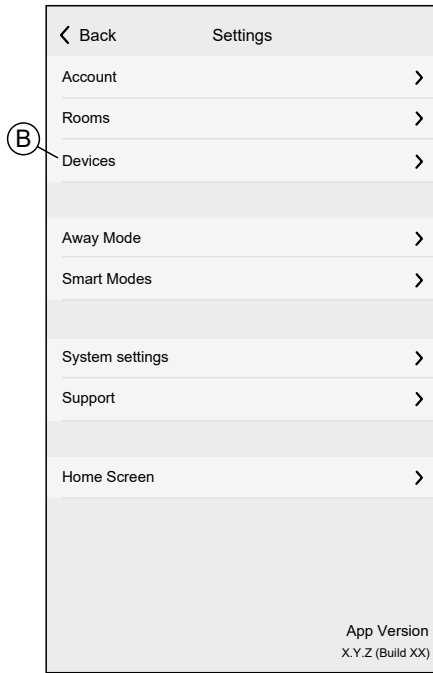 Back Settings
Account
Rooms
B
Devices
Away Mode
Smart Modes
System settings
Support
Home Screen
App Version
X.Y.Z (Build XX)